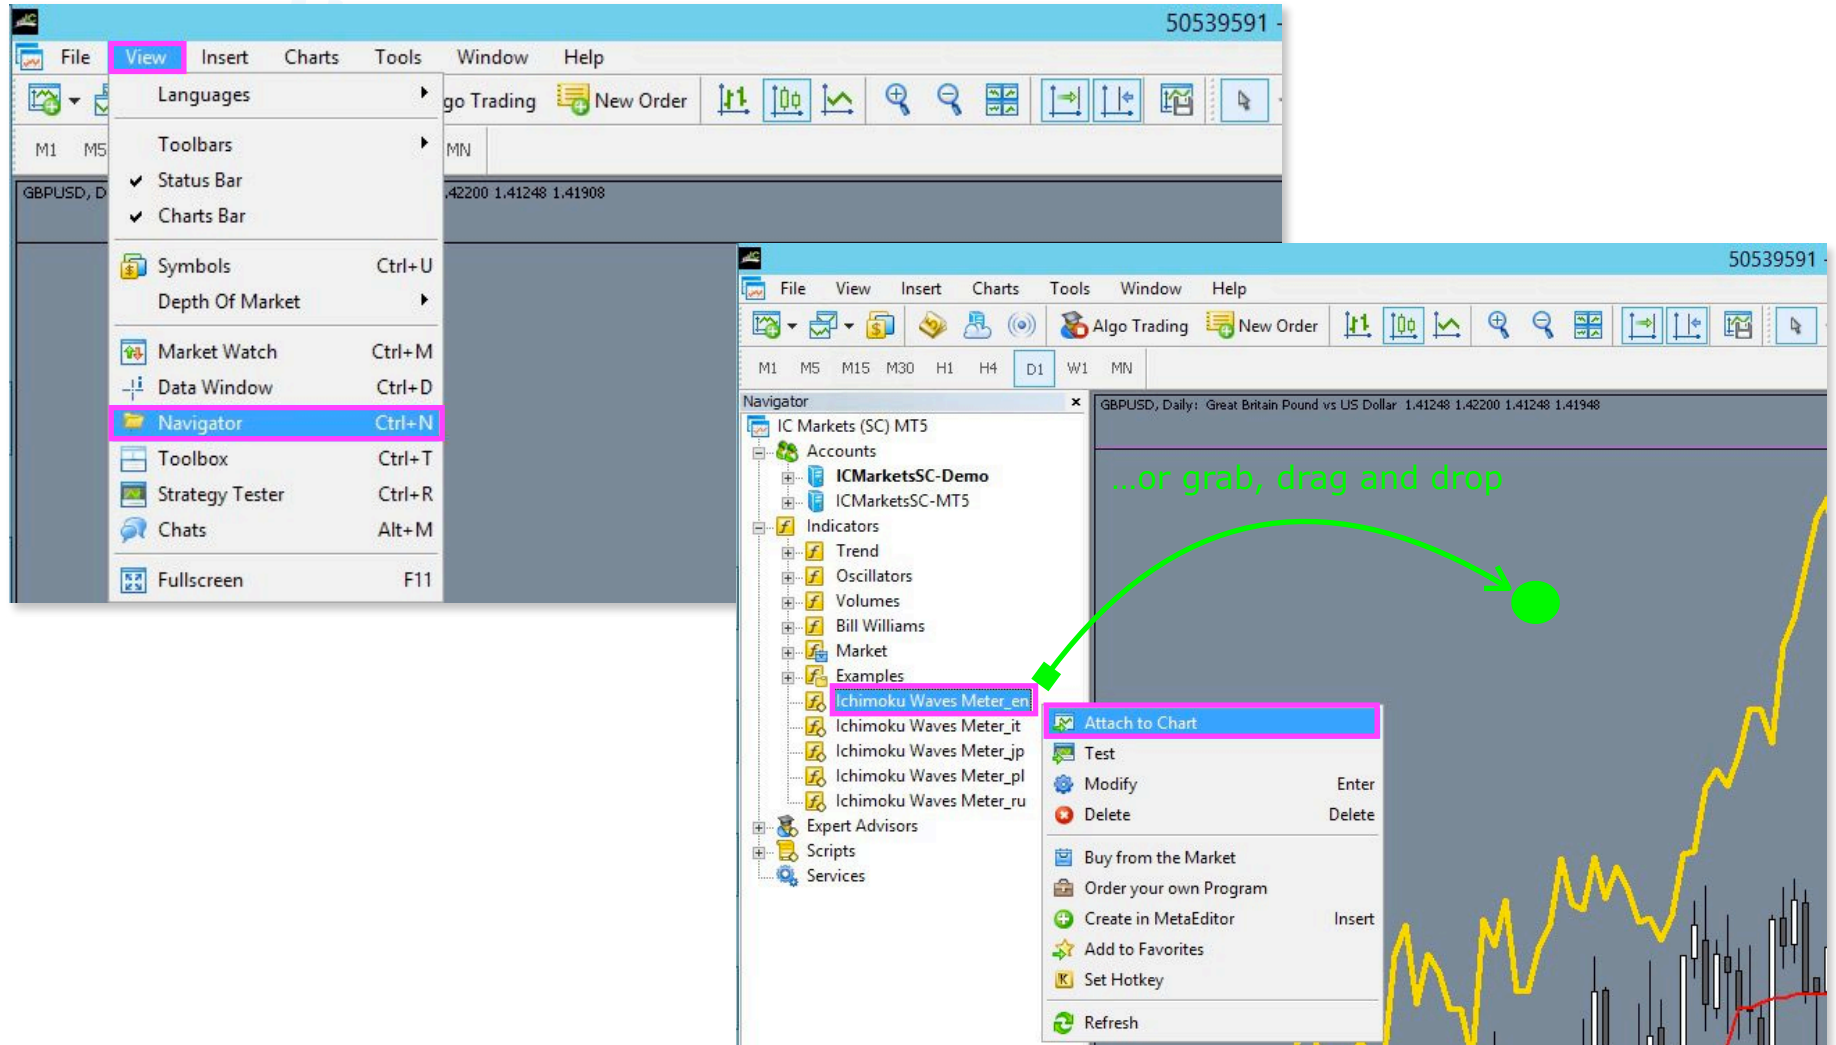 50539591 -
File View Insert Charts Tools Window Help
Languages
go Trading New Order
Toolbars
M1 M5 MN
Status Bar
GBPUSD, D .42200 1.41248 1.41908
Charts Bar
Symbols Ctrl+U
Depth Of Market
Market Watch Ctrl+M
Data Window Ctrl+D
Navigator Ctrl+N
Toolbox Ctrl+T
Strategy Tester Ctrl+R
Chats Alt+M
Fullscreen F11
50539591 -
File View Insert Charts Tools Window Help
Algo Trading New Order
M1 M5 M15 M30 H1 H4 D1 W1 MN
Navigator
GBPUSD, Daily: Great Britain Pound vs US Dollar 1.41248 1.42200 1.41248 1.41948
IC Markets (SC) MT5
Accounts
ICMarketsSC-Demo
ICMarketsSC-MT5
...or grab, drag and drop
Indicators
Trend
Oscillators
Volumes
Bill Williams
Market
Examples
Ichimoku Waves Meter_en
Ichimoku Waves Meter_it
Ichimoku Waves Meter_jp
Ichimoku Waves Meter_pl
Ichimoku Waves Meter_ru
Expert Advisors
Scripts
Services
Attach to Chart
Test
Modify Enter
Delete Delete
Buy from the Market
Order your own Program
Create in MetaEditor Insert
Add to Favorites
Set Hotkey
Refresh